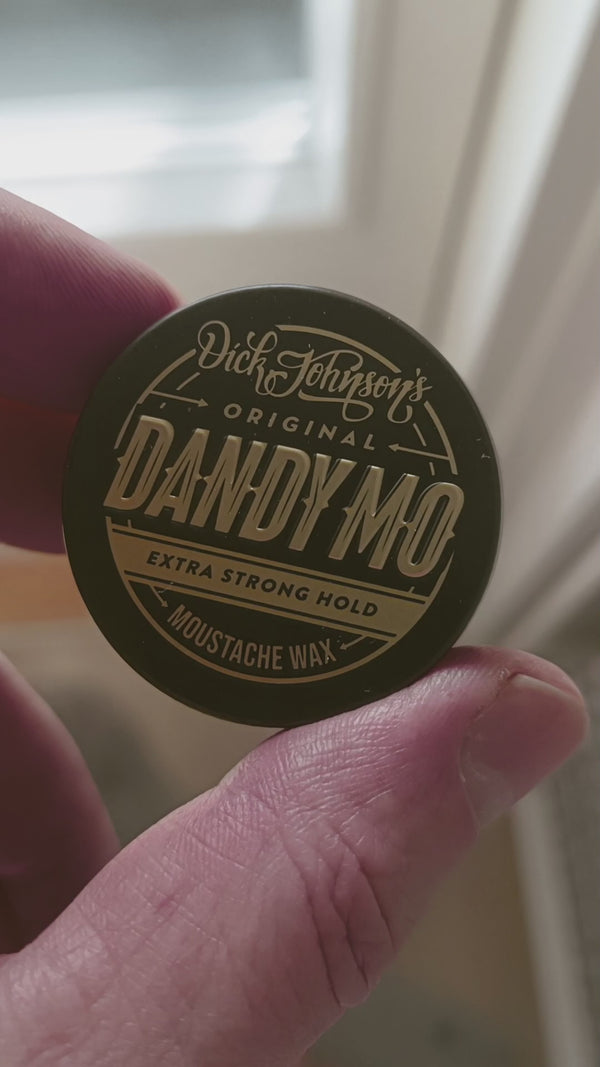 Dick Johnson's
ORIGINAL
DANDY MO
EXTRA STRONG HOLD
MOUSTACHE WAX